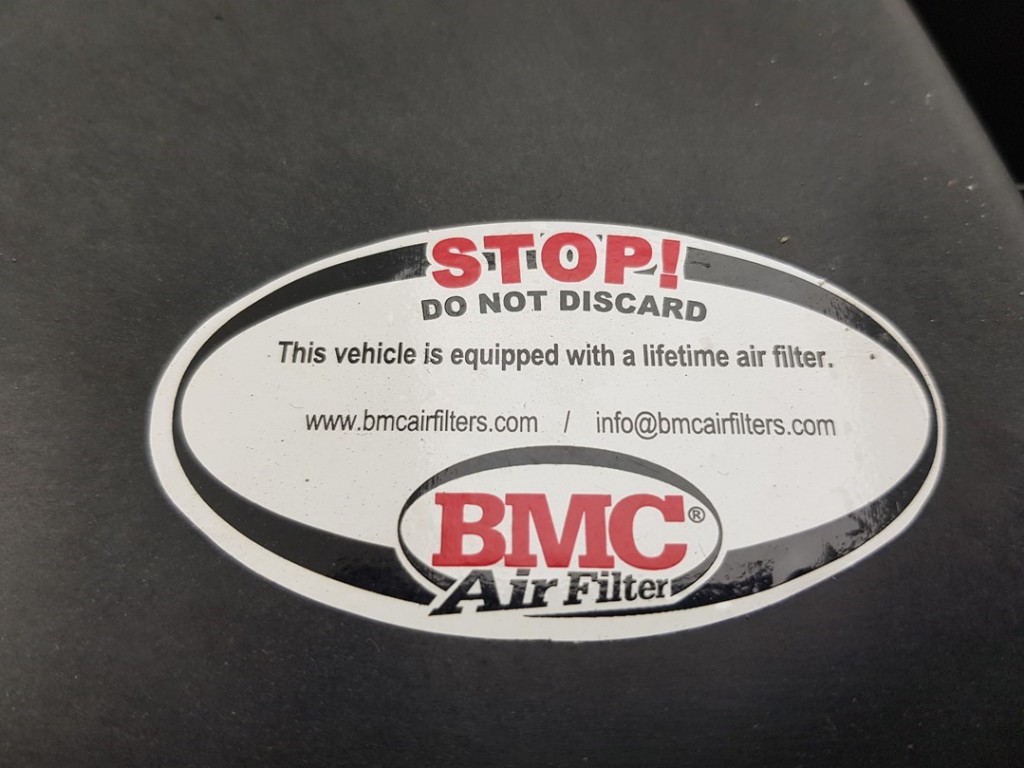 STOP!
DO NOT DISCARD
This vehicle is equipped with a lifetime air filter.
www.bmcairfilters.com / info@bmcairfilters.com
BMC®
Air Filter